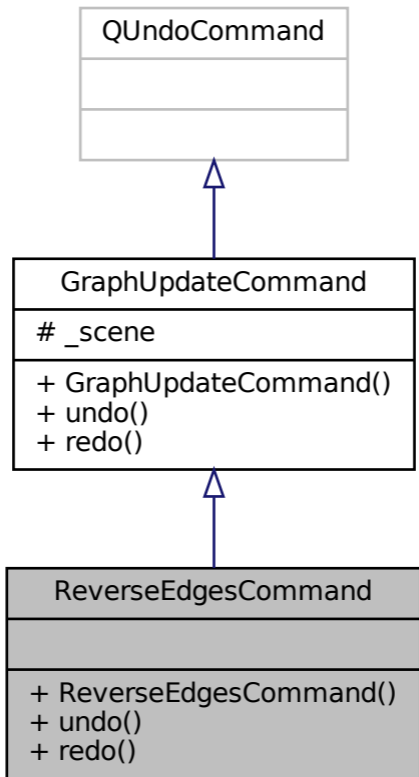 QUndoCommand
GraphUpdateCommand
# _scene
+ GraphUpdateCommand()
+ undo()
+ redo()
ReverseEdgesCommand
+ ReverseEdgesCommand()
+ undo()
+ redo()